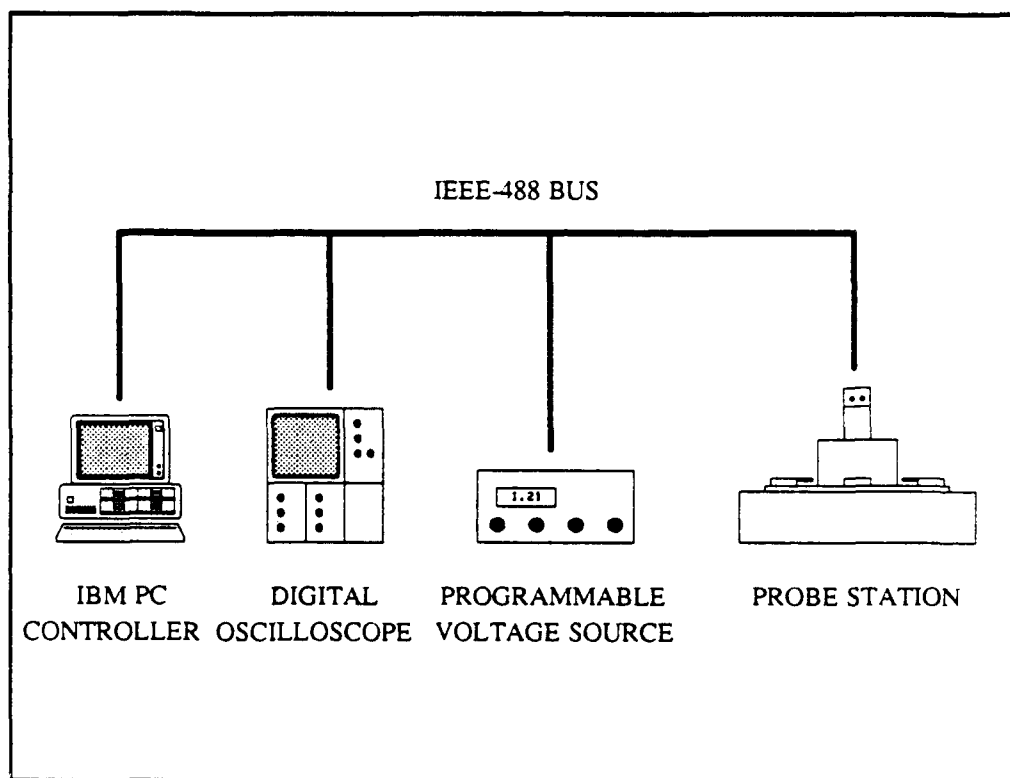 IEEE-488 BUS
1.21
IBM PC
CONTROLLER
DIGITAL
OSCILLOSCOPE
PROGRAMMABLE
VOLTAGE SOURCE
PROBE STATION